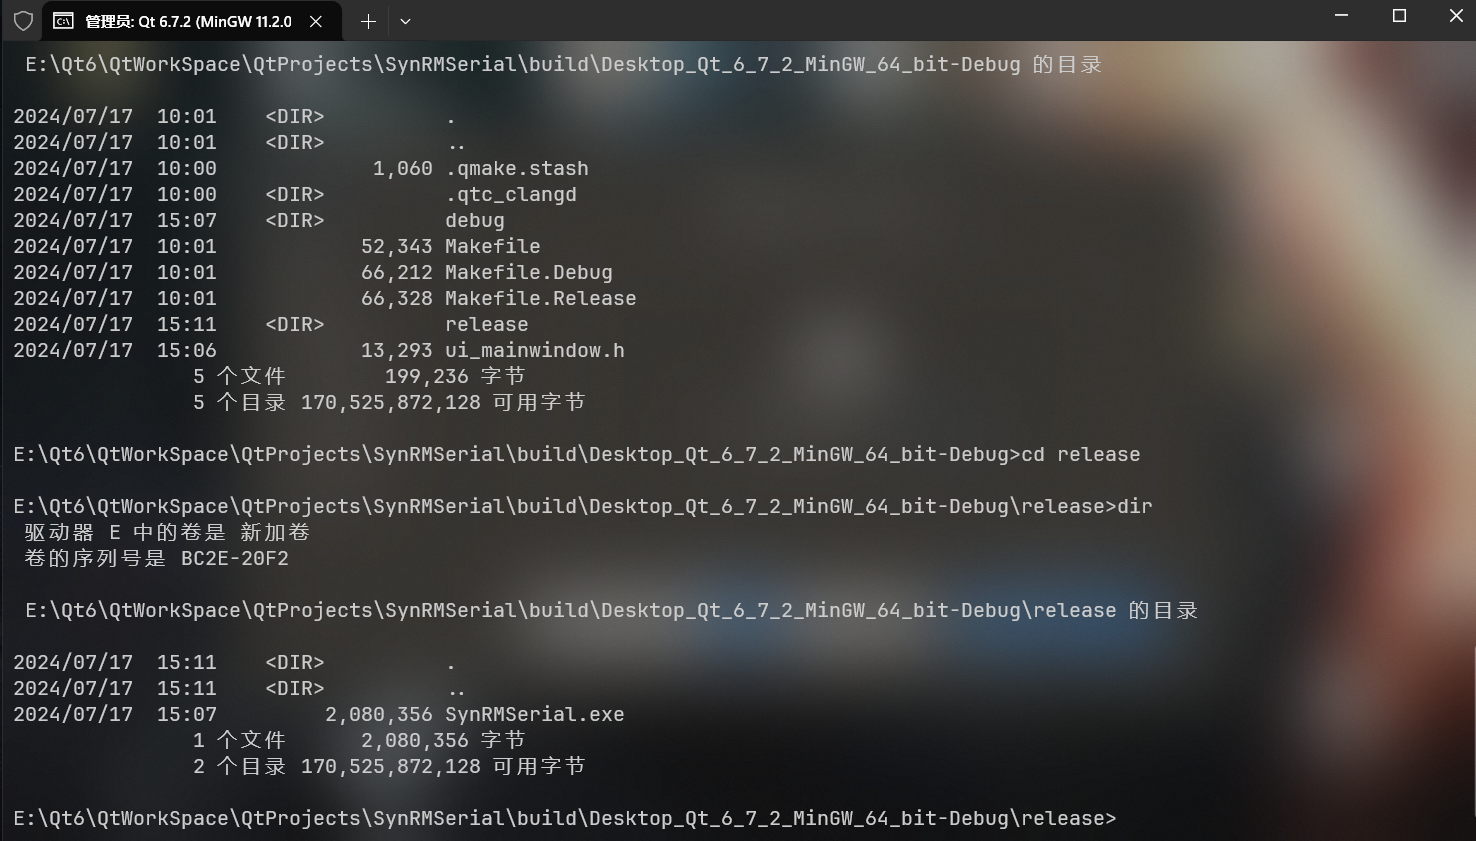 管理员: Qt 6.7.2 (MinGW 11.2.0
E:\Qt6\QtWorkSpace\QtProjects\SynRMSerial\build\Desktop_Qt_6_7_2_MinGW_64_bit-Debug 的目录
2024/07/17  10:01    <DIR>          .
2024/07/17  10:01    <DIR>          ..
2024/07/17  10:00             1,060 .qmake.stash
2024/07/17  10:00    <DIR>          .qtc_clangd
2024/07/17  15:07    <DIR>          debug
2024/07/17  10:01            52,343 Makefile
2024/07/17  10:01            66,212 Makefile.Debug
2024/07/17  10:01            66,328 Makefile.Release
2024/07/17  15:11    <DIR>          release
2024/07/17  15:06            13,293 ui_mainwindow.h
5 个文件        199,236 字节
5 个目录 170,525,872,128 可用字节
E:\Qt6\QtWorkSpace\QtProjects\SynRMSerial\build\Desktop_Qt_6_7_2_MinGW_64_bit-Debug>cd release
E:\Qt6\QtWorkSpace\QtProjects\SynRMSerial\build\Desktop_Qt_6_7_2_MinGW_64_bit-Debug\release>dir
驱动器 E 中的卷是 新加卷
卷的序列号是 BC2E-20F2
E:\Qt6\QtWorkSpace\QtProjects\SynRMSerial\build\Desktop_Qt_6_7_2_MinGW_64_bit-Debug\release 的目录
2024/07/17  15:11    <DIR>          .
2024/07/17  15:11    <DIR>          ..
2024/07/17  15:07         2,080,356 SynRMSerial.exe
1 个文件      2,080,356 字节
2 个目录 170,525,872,128 可用字节
E:\Qt6\QtWorkSpace\QtProjects\SynRMSerial\build\Desktop_Qt_6_7_2_MinGW_64_bit-Debug\release>